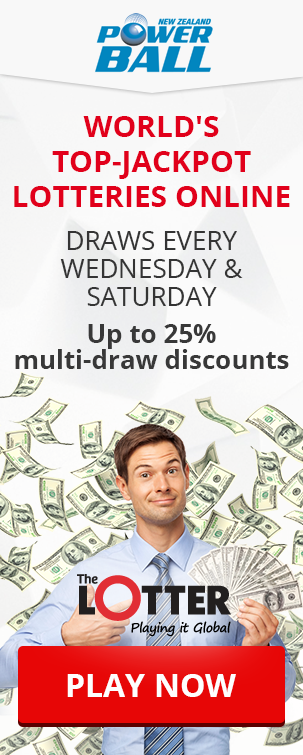 NEW ZEALAND
POWER
BALL
WORLD'S
TOP-JACKPOT
LOTTERIES ONLINE
DRAWS EVERY
WEDNESDAY &
SATURDAY
Up to 25%
multi-draw discounts
The
LOTTER
Playing it Global
PLAY NOW